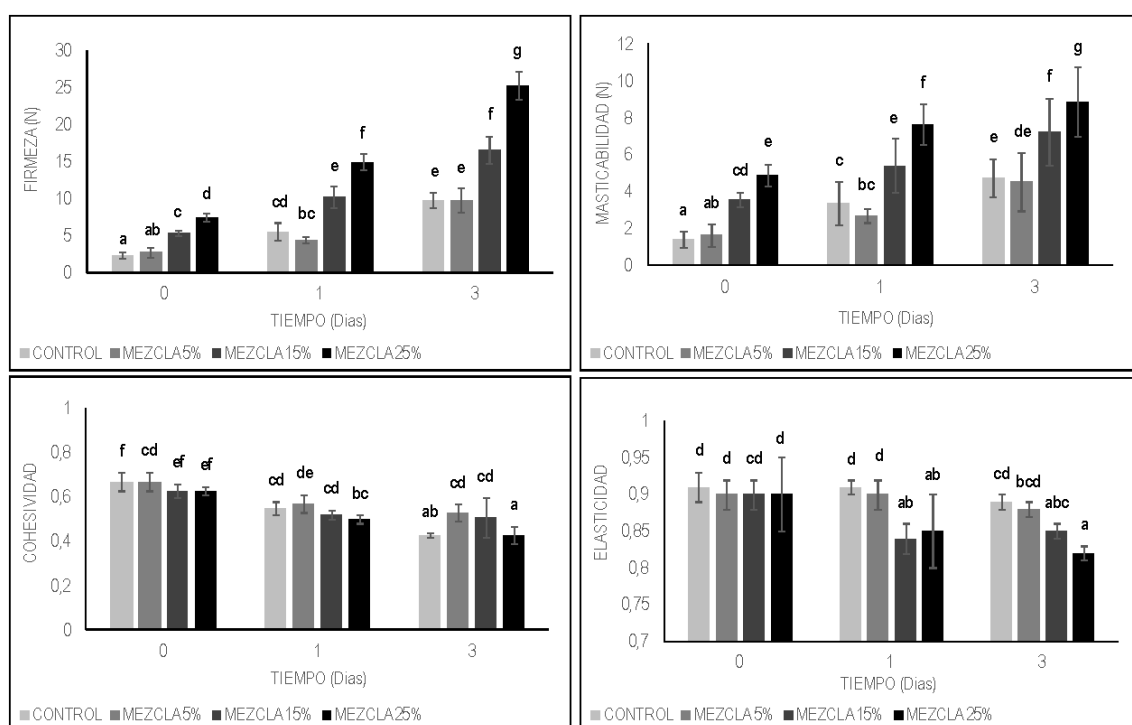 FIRMEZA (N)
30
25
20
15
10
5
0
a
ab
c
d
cd
bc
e
f
e
e
f
g
0 1 3
TIEMPO (Dias)
CONTROL MEZCLA5% MEZCLA15% MEZCLA25%
MASTICABILIDAD (N)
12
10
8
6
4
2
0
a
ab
cd
e
c
bc
e
f
e
de
f
g
0 1 3
TIEMPO (Dias)
CONTROL MEZCLA5% MEZCLA15% MEZCLA25%
COHESIVIDAD
1
0,8
0,6
0,4
0,2
0
f
cd
ef
ef
cd
de
cd
bc
ab
cd
cd
a
0 1 3
TIEMPO (Dias)
CONTROL MEZCLA5% MEZCLA15% MEZCLA25%
ELASTICIDAD
1
0,95
0,9
0,85
0,8
0,75
0,7
d
d
cd
d
d
d
ab
ab
cd
bcd
abc
a
0 1 3
TIEMPO (Dias)
CONTROL MEZCLA5% MEZCLA15% MEZCLA25%